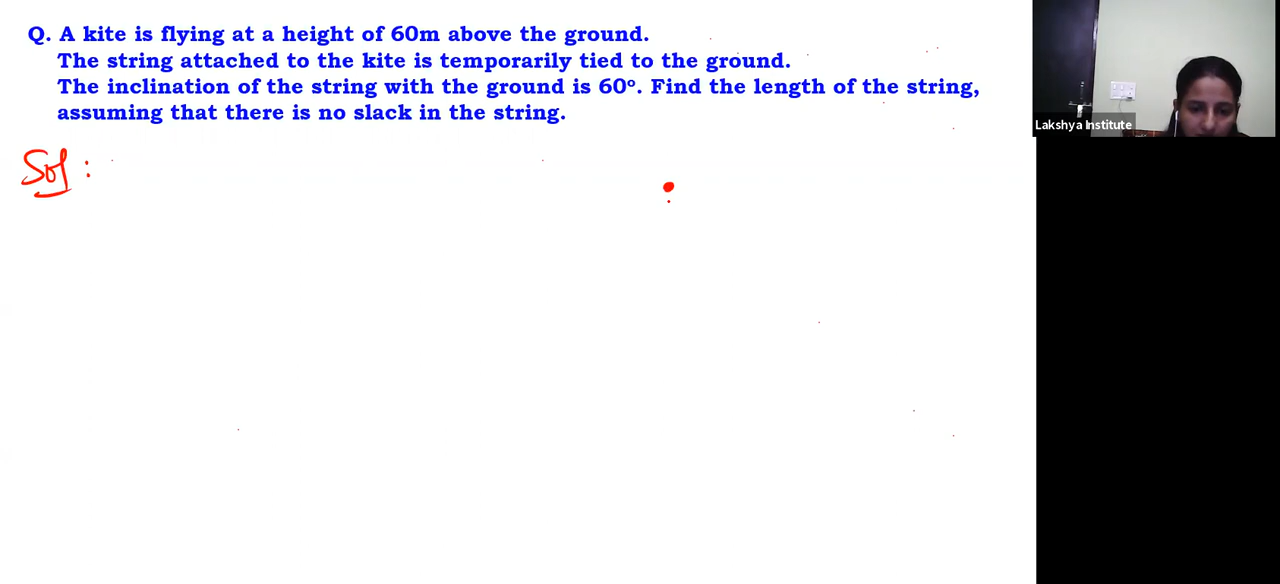 Q. A kite is flying at a height of 60m above the ground.
The string attached to the kite is temporarily tied to the ground.
The inclination of the string with the ground is 60°. Find the length of the string,
assuming that there is no slack in the string.
Lakshya Institute
Sol :